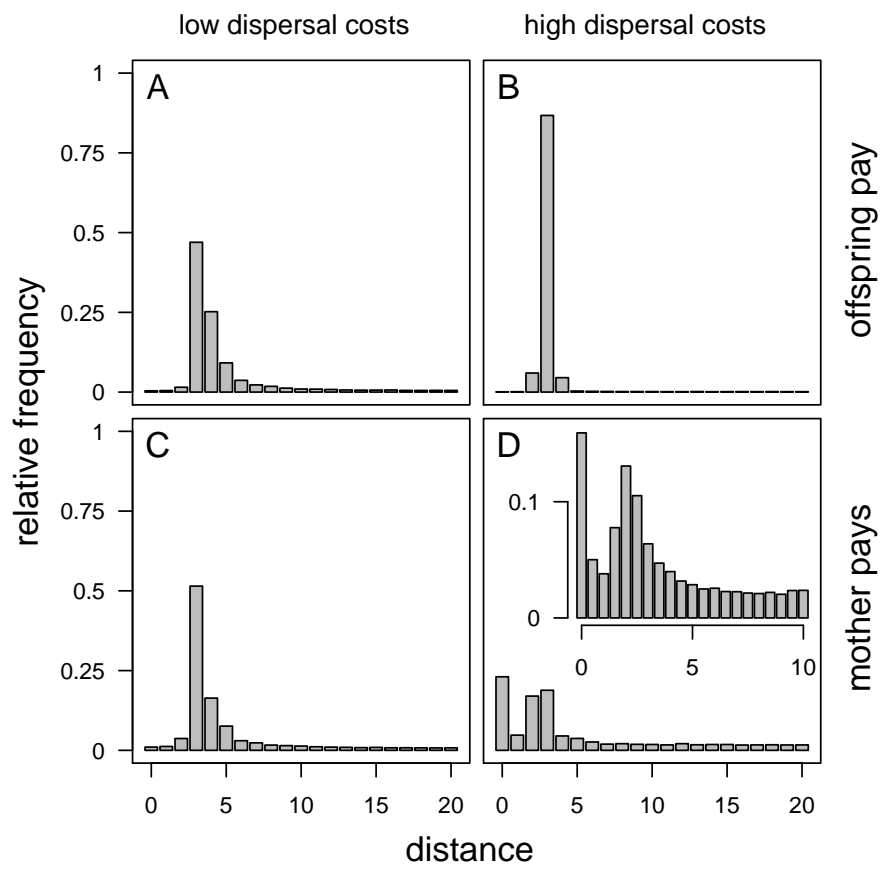 low dispersal costs
high dispersal costs
A
B
1
0.75
0.5
0.25
0
offspring pay
relative frequency
C
D
1
0.75
0.5
0.25
0
0.1
0
0 5 10
mother pays
0 5 10 15 20
0 5 10 15 20
distance